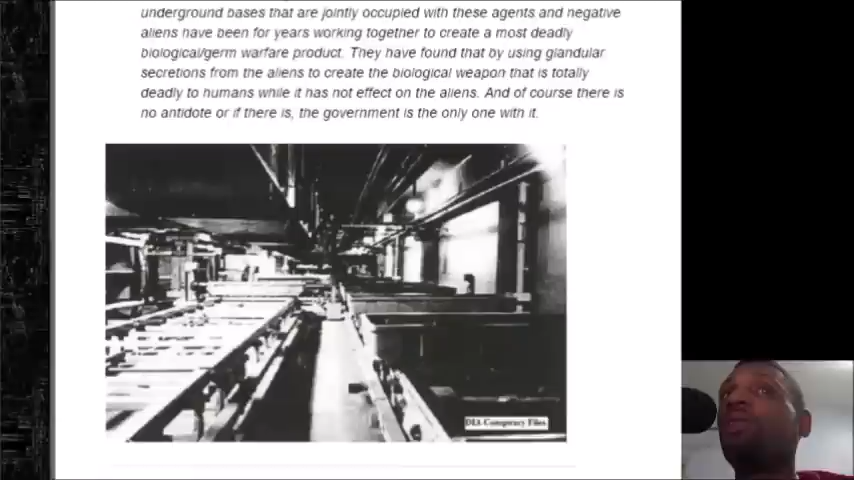 underground bases that are jointly occupied with these agents and negative
aliens have been for years working together to create a most deadly
biological/germ warfare product. They have found that by using glandular
secretions from the aliens to create the biological weapon that is totally
deadly to humans while it has not effect on the aliens. And of course there is
no antidote or if there is, the government is the only one with it.
DIA Conspiracy Files